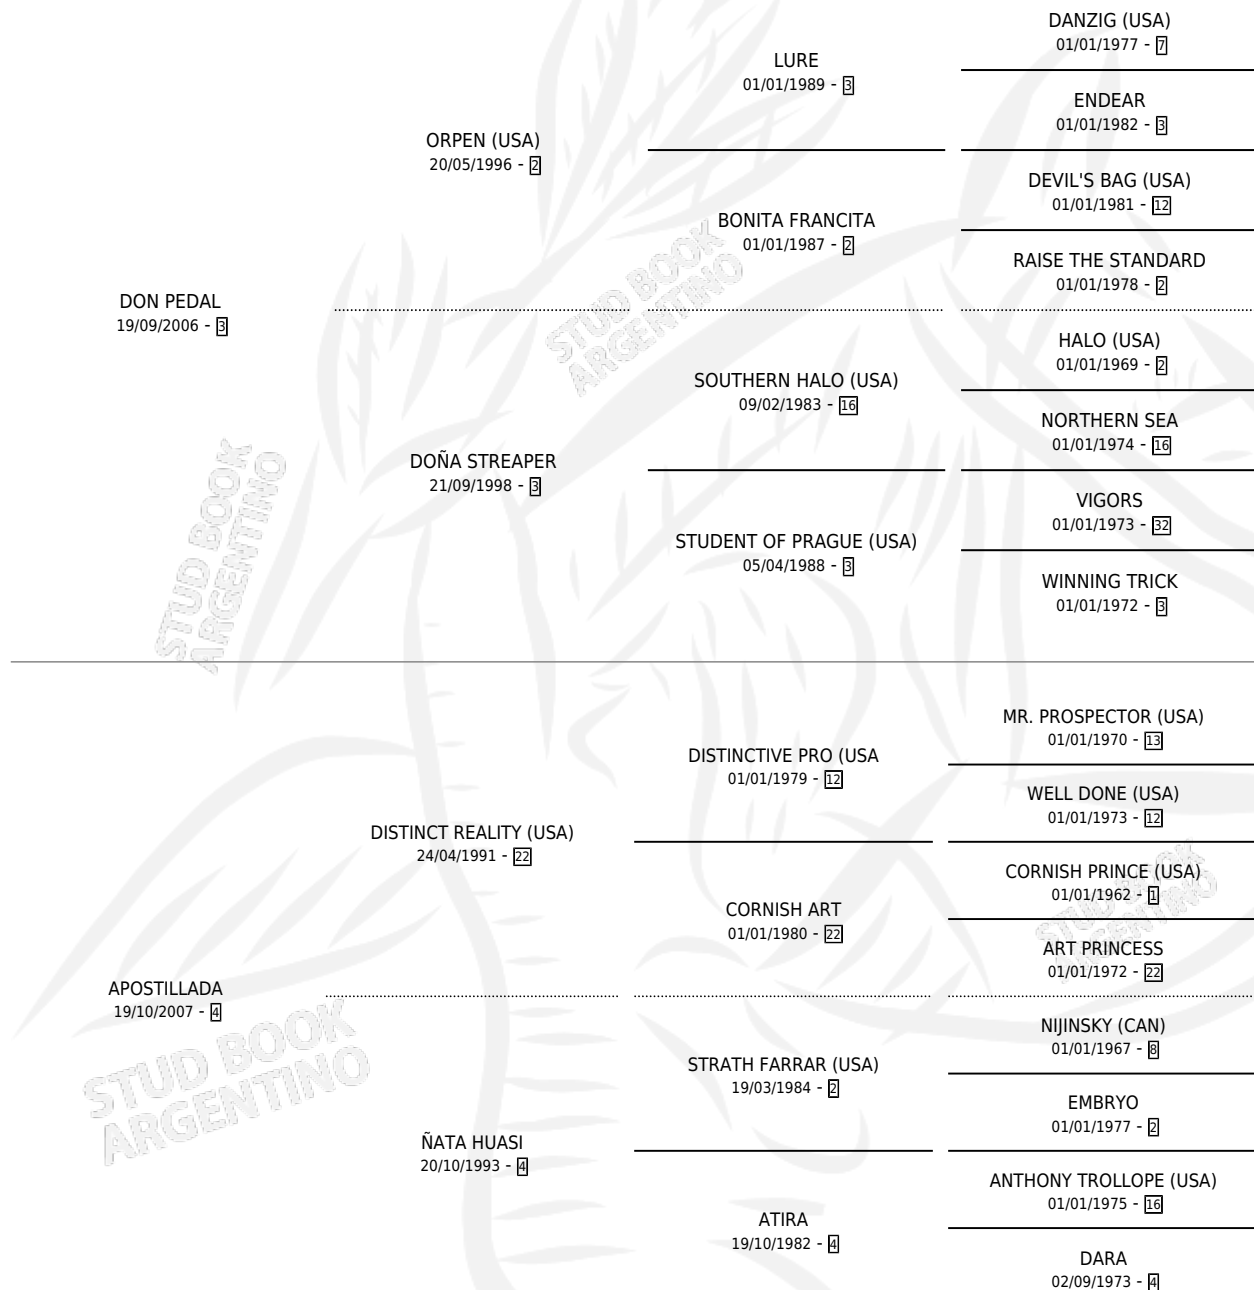 DANZIG (USA)
01/01/1977 - 7
LURE
01/01/1989 - 3
ENDEAR
01/01/1982 - 3
ORPEN (USA)
20/05/1996 - 2
DEVIL'S BAG (USA)
01/01/1981 - 12
BONITA FRANCITA
01/01/1987 - 2
RAISE THE STANDARD
01/01/1978 - 2
DON PEDAL
19/09/2006 - 3
HALO (USA)
01/01/1969 - 2
SOUTHERN HALO (USA)
09/02/1983 - 16
NORTHERN SEA
01/01/1974 - 16
DOÑA STREAPER
21/09/1998 - 3
VIGORS
01/01/1973 - 32
STUDENT OF PRAGUE (USA)
05/04/1988 - 3
WINNING TRICK
01/01/1972 - 3
MR. PROSPECTOR (USA)
01/01/1970 - 13
DISTINCTIVE PRO (USA
01/01/1979 - 12
WELL DONE (USA)
01/01/1973 - 12
DISTINCT REALITY (USA)
24/04/1991 - 22
CORNISH PRINCE (USA)
01/01/1962 - 1
CORNISH ART
01/01/1980 - 22
ART PRINCESS
01/01/1972 - 22
APOSTILLADA
19/10/2007 - 4
NIJINSKY (CAN)
01/01/1967 - 8
STRATH FARRAR (USA)
19/03/1984 - 2
EMBRYO
01/01/1977 - 2
ÑATA HUASI
20/10/1993 - 4
ANTHONY TROLLOPE (USA)
01/01/1975 - 16
ATIRA
19/10/1982 - 4
DARA
02/09/1973 - 4
STUD BOOK
ARGENTINO
STUD BOOK
ARGENTINO
STUD BOOK
ARGENTINO
STUD BOOK
ARGENTINO